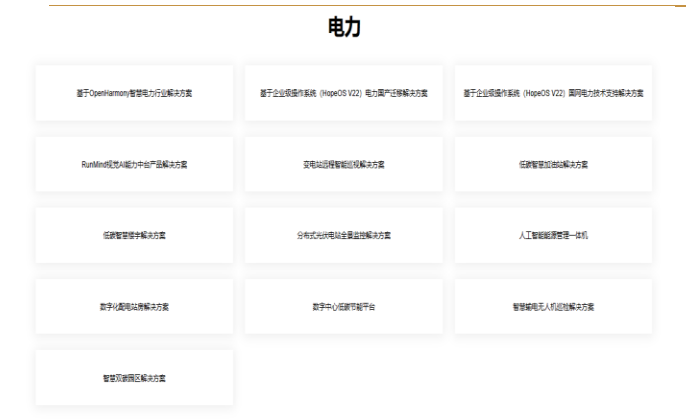 电力
基于OpenHarmony智慧电力行业解决方案
基于企业级操作系统（HopeOS V22）电力国产迁移解决方案
基于企业级操作系统（HopeOS V22）国网电力技术支持解决方案
RunMind视觉AI能力中台产品解决方案
变电站远程智能巡视解决方案
低碳智慧加油站解决方案
低碳智慧楼宇解决方案
分布式光伏电站全景监控解决方案
人工智能能源管理一体机
数字化配电站房解决方案
数字中心低碳节能平台
智慧输电无人机巡检解决方案
智慧双碳园区解决方案